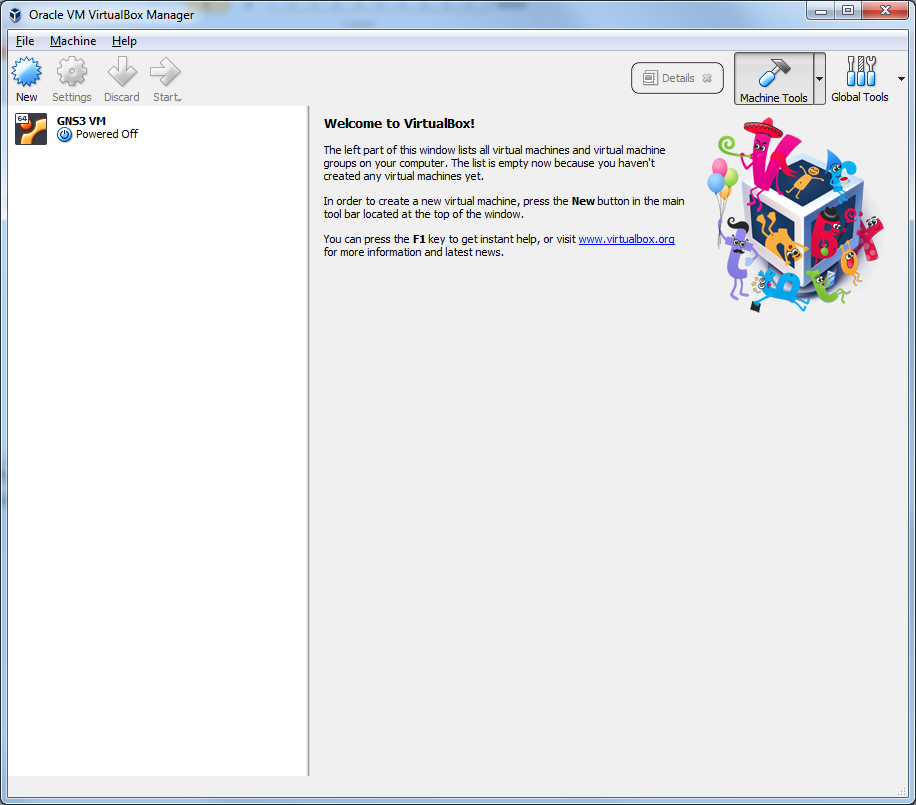 Oracle VM VirtualBox Manager
File Machine Help
New Settings Discard Start
Details
Machine Tools
Global Tools
64
GNS3 VM
Powered Off
Welcome to VirtualBox!
The left part of this window lists all virtual machines and virtual machine
groups on your computer. The list is empty now because you haven't
created any virtual machines yet.
In order to create a new virtual machine, press the New button in the main
tool bar located at the top of the window.
You can press the F1 key to get instant help, or visit www.virtualbox.org
for more information and latest news.